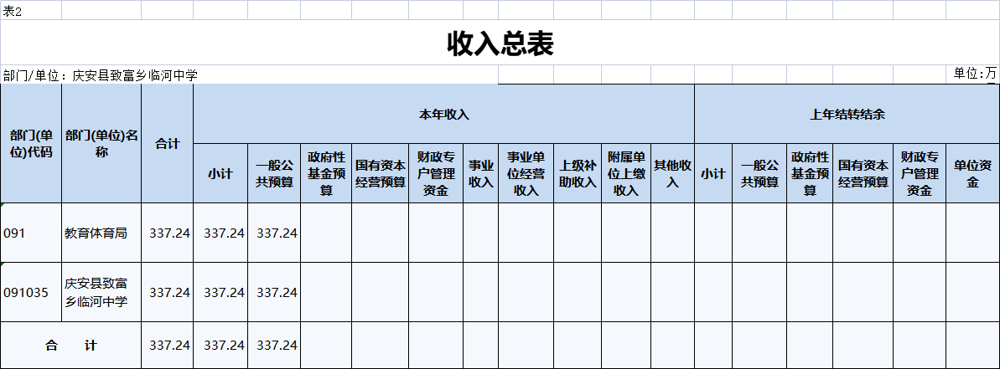 表2
收入总表
部门/单位：庆安县致富乡临河中学
单位:万
部门(单
位)代码
部门(单位)名
称
合计
本年收入
上年结转结余
小计
一般公
共预算
政府性
基金预
算
国有资本
经营预算
财政专
户管理
资金
事业
收入
事业单
位经营
收入
上级补
助收入
附属单
位上缴
收入
其他收
入
小计
一般公
共预算
政府性
基金预
算
国有资本
经营预算
财政专
户管理
资金
单位资
金
091 教育体育局 337.24 337.24 337.24
091035 庆安县致富
乡临河中学 337.24 337.24 337.24
合 计 337.24 337.24 337.24